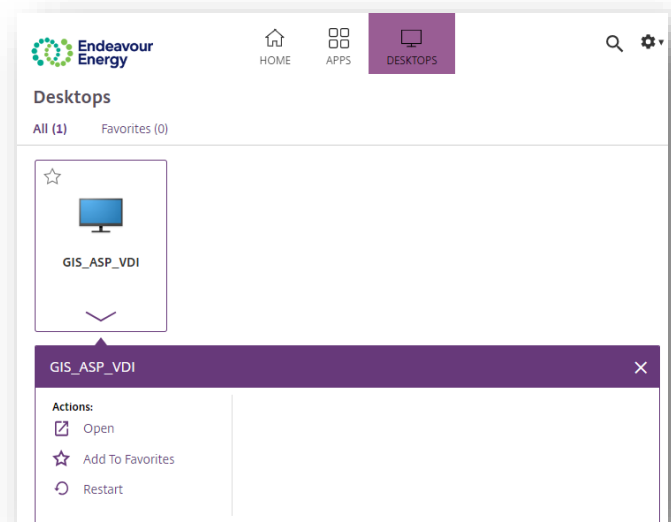 Endeavour
Energy
HOME
APPS
DESKTOPS
Desktops
All (1)
Favorites (0)
GIS_ASP_VDI
GIS_ASP_VDI
Actions:
Open
Add To Favorites
Restart